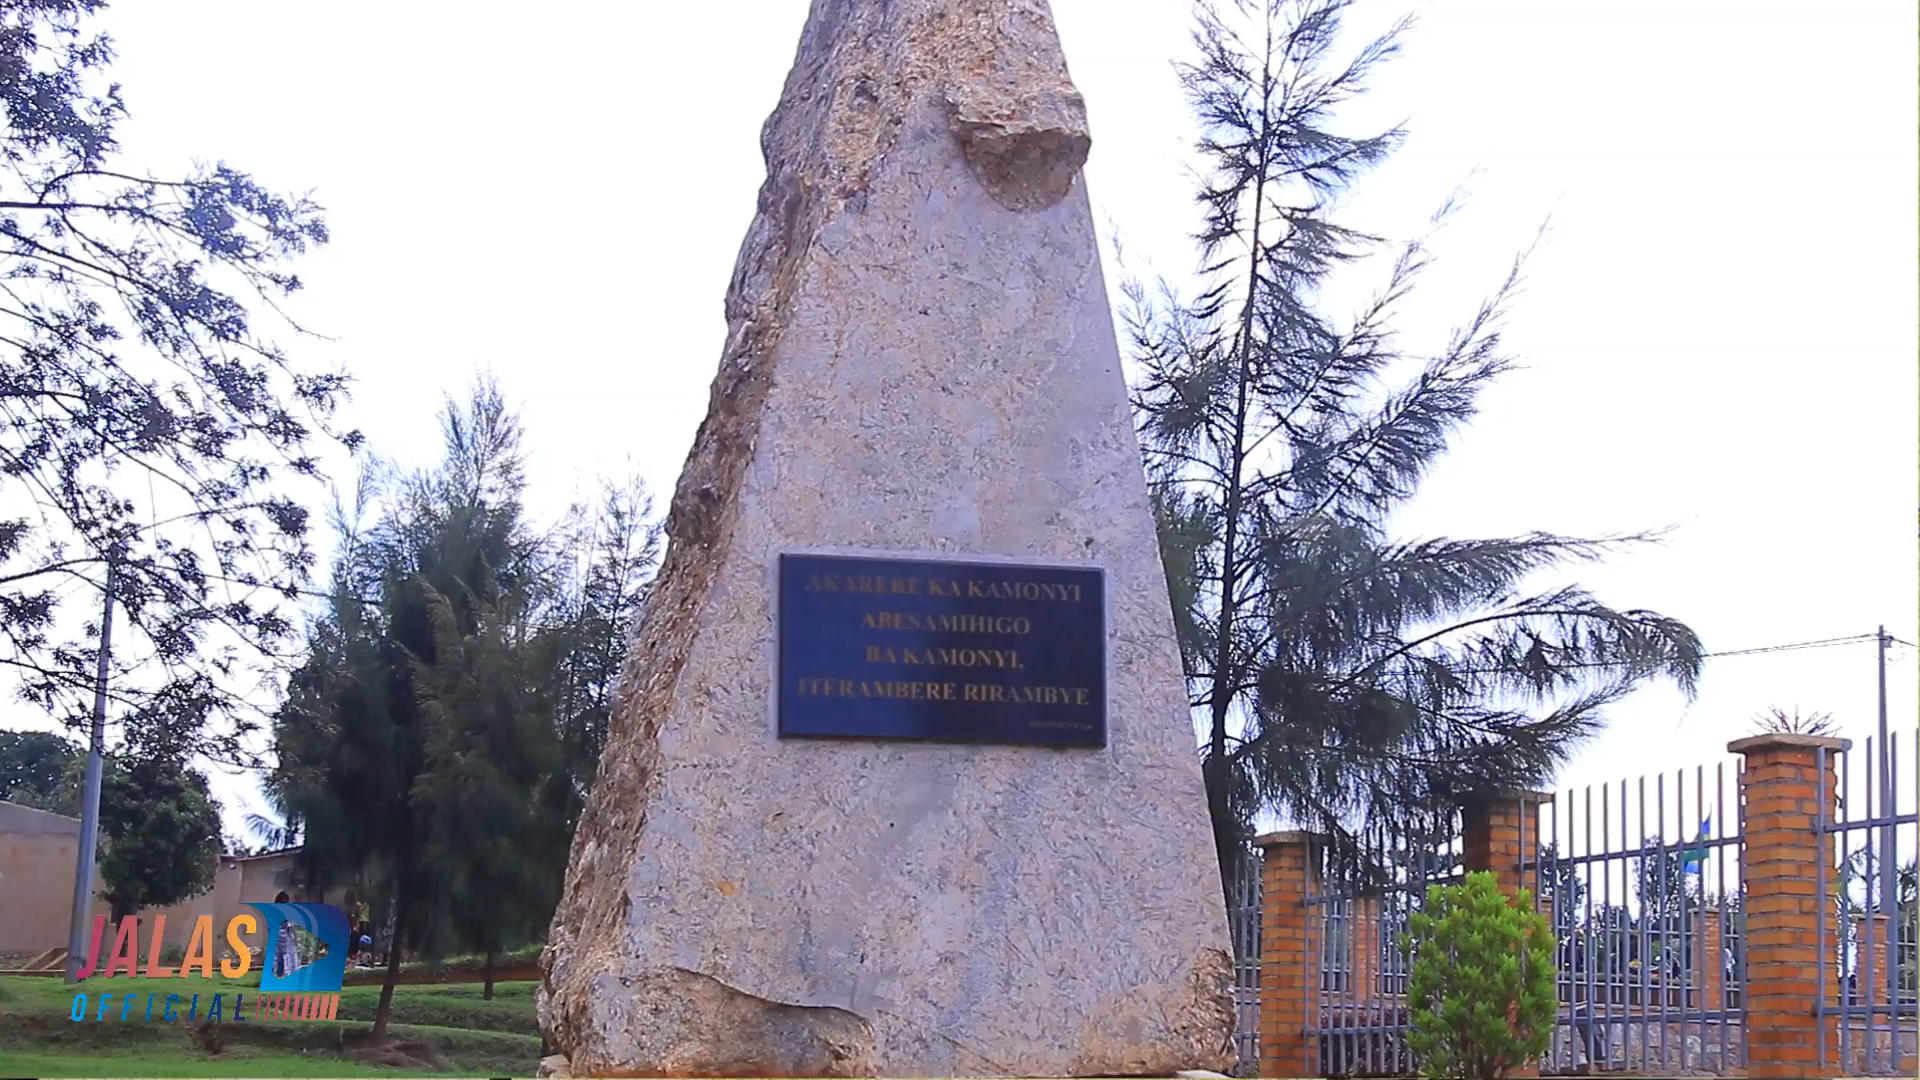 AKARERE KA KAMONYI
ABESAMIHIGO
BA KAMONYI,
ITERAMBERE RIRAMBYE
JALAS
OFFICIAL